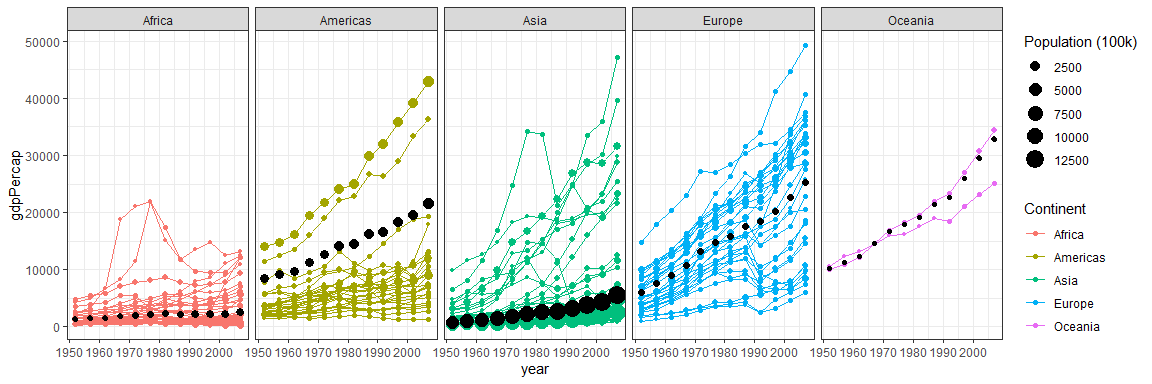 Africa Americas Asia Europe Oceania
50000
40000
30000
20000
10000
0
gdpPercap
1950 1960 1970 1980 1990 2000 1950 1960 1970 1980 1990 2000 1950 1960 1970 1980 1990 2000 1950 1960 1970 1980 1990 2000 1950 1960 1970 1980 1990 2000
year
Population (100k)
2500
5000
7500
10000
12500
Continent
Africa
Americas
Asia
Europe
Oceania